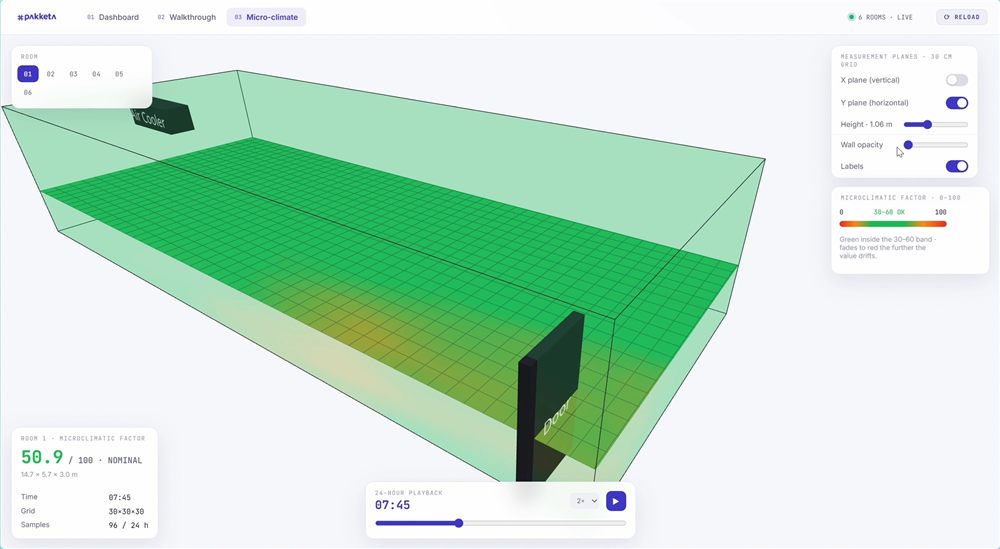 pakketa
01 Dashboard
02 Walkthrough
03 Micro-climate
6 ROOMS · LIVE
RELOAD
ROOM
01 02 03 04 05
06
Air Cooler
MEASUREMENT PLANES · 30 CM
GRID
X plane (vertical)
Y plane (horizontal)
Height · 1.06 m
Wall opacity
Labels
MICROCLIMATIC FACTOR · 0–100
0 30–60 OK 100
Green inside the 30–60 band ·
fades to red the further the
value drifts.
Door
ROOM 1 · MICROCLIMATIC FACTOR
50.9 / 100 · NOMINAL
14.7 × 5.7 × 3.0 m
Time 07:45
Grid 30×30×30
Samples 96 / 24 h
24-HOUR PLAYBACK
07:45
2×